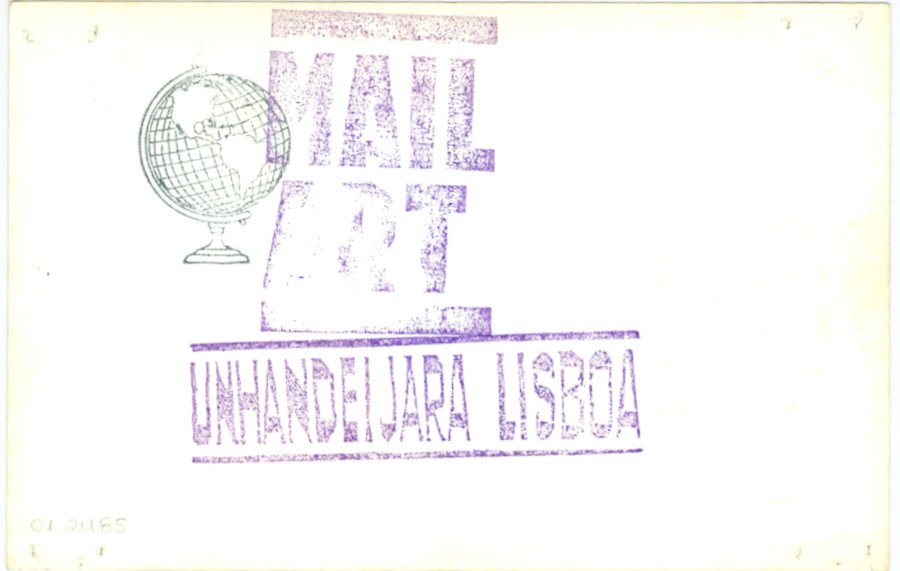 MAIL
ART
UNHANDEIJARA LISBOA
01 2485